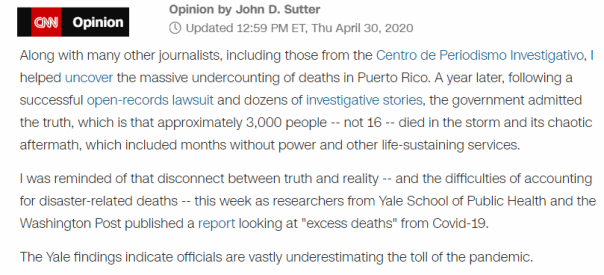 CNN Opinion
Opinion by John D. Sutter
Updated 12:59 PM ET, Thu April 30, 2020
Along with many other journalists, including those from the Centro de Periodismo Investigativo, I
helped uncover the massive undercounting of deaths in Puerto Rico. A year later, following a
successful open-records lawsuit and dozens of investigative stories, the government admitted
the truth, which is that approximately 3,000 people -- not 16 -- died in the storm and its chaotic
aftermath, which included months without power and other life-sustaining services.
I was reminded of that disconnect between truth and reality -- and the difficulties of accounting
for disaster-related deaths -- this week as researchers from Yale School of Public Health and the
Washington Post published a report looking at "excess deaths" from Covid-19.
The Yale findings indicate officials are vastly underestimating the toll of the pandemic.